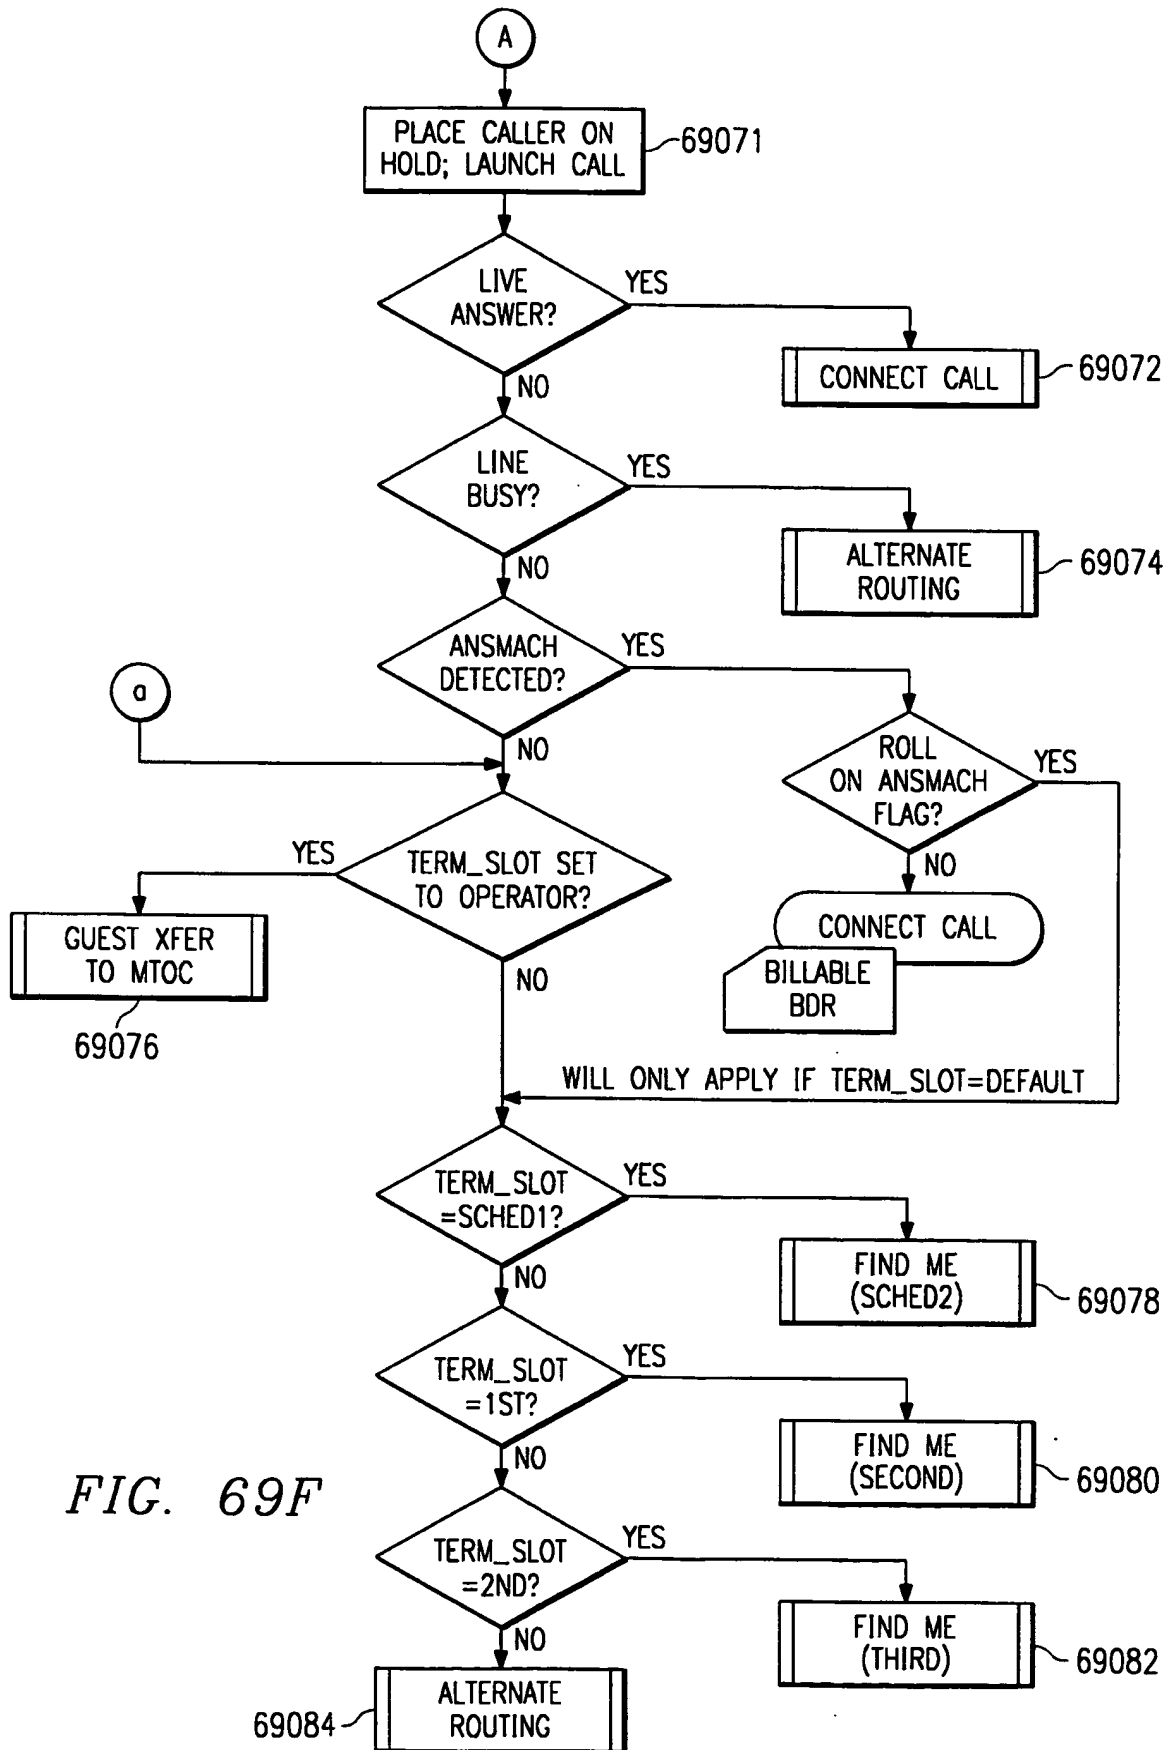 A
PLACE CALLER ON
HOLD; LAUNCH CALL
69071
LIVE
ANSWER?
YES
NO
CONNECT CALL
69072
LINE
BUSY?
YES
NO
ALTERNATE
ROUTING
69074
ANSMACH
DETECTED?
YES
NO
a
ROLL
ON ANSMACH
FLAG?
YES
NO
CONNECT CALL
BILLABLE
BDR
TERM_SLOT SET
TO OPERATOR?
YES
NO
GUEST XFER
TO MTOC
69076
WILL ONLY APPLY IF TERM_SLOT=DEFAULT
TERM_SLOT
=SCHED1?
YES
NO
FIND ME
(SCHED2)
69078
TERM_SLOT
=1ST?
YES
NO
FIND ME
(SECOND)
69080
FIG. 69F
TERM_SLOT
=2ND?
YES
NO
FIND ME
(THIRD)
69082
ALTERNATE
ROUTING
69084